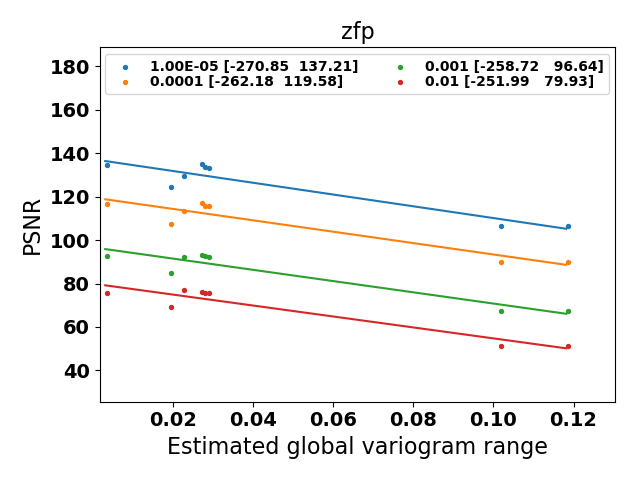 zfp
1.00E-05 [-270.85  137.21]
0.0001 [-262.18  119.58]
0.001 [-258.72   96.64]
0.01 [-251.99   79.93]
PSNR
180
160
140
120
100
80
60
40
0.02 0.04 0.06 0.08 0.10 0.12
Estimated global variogram range